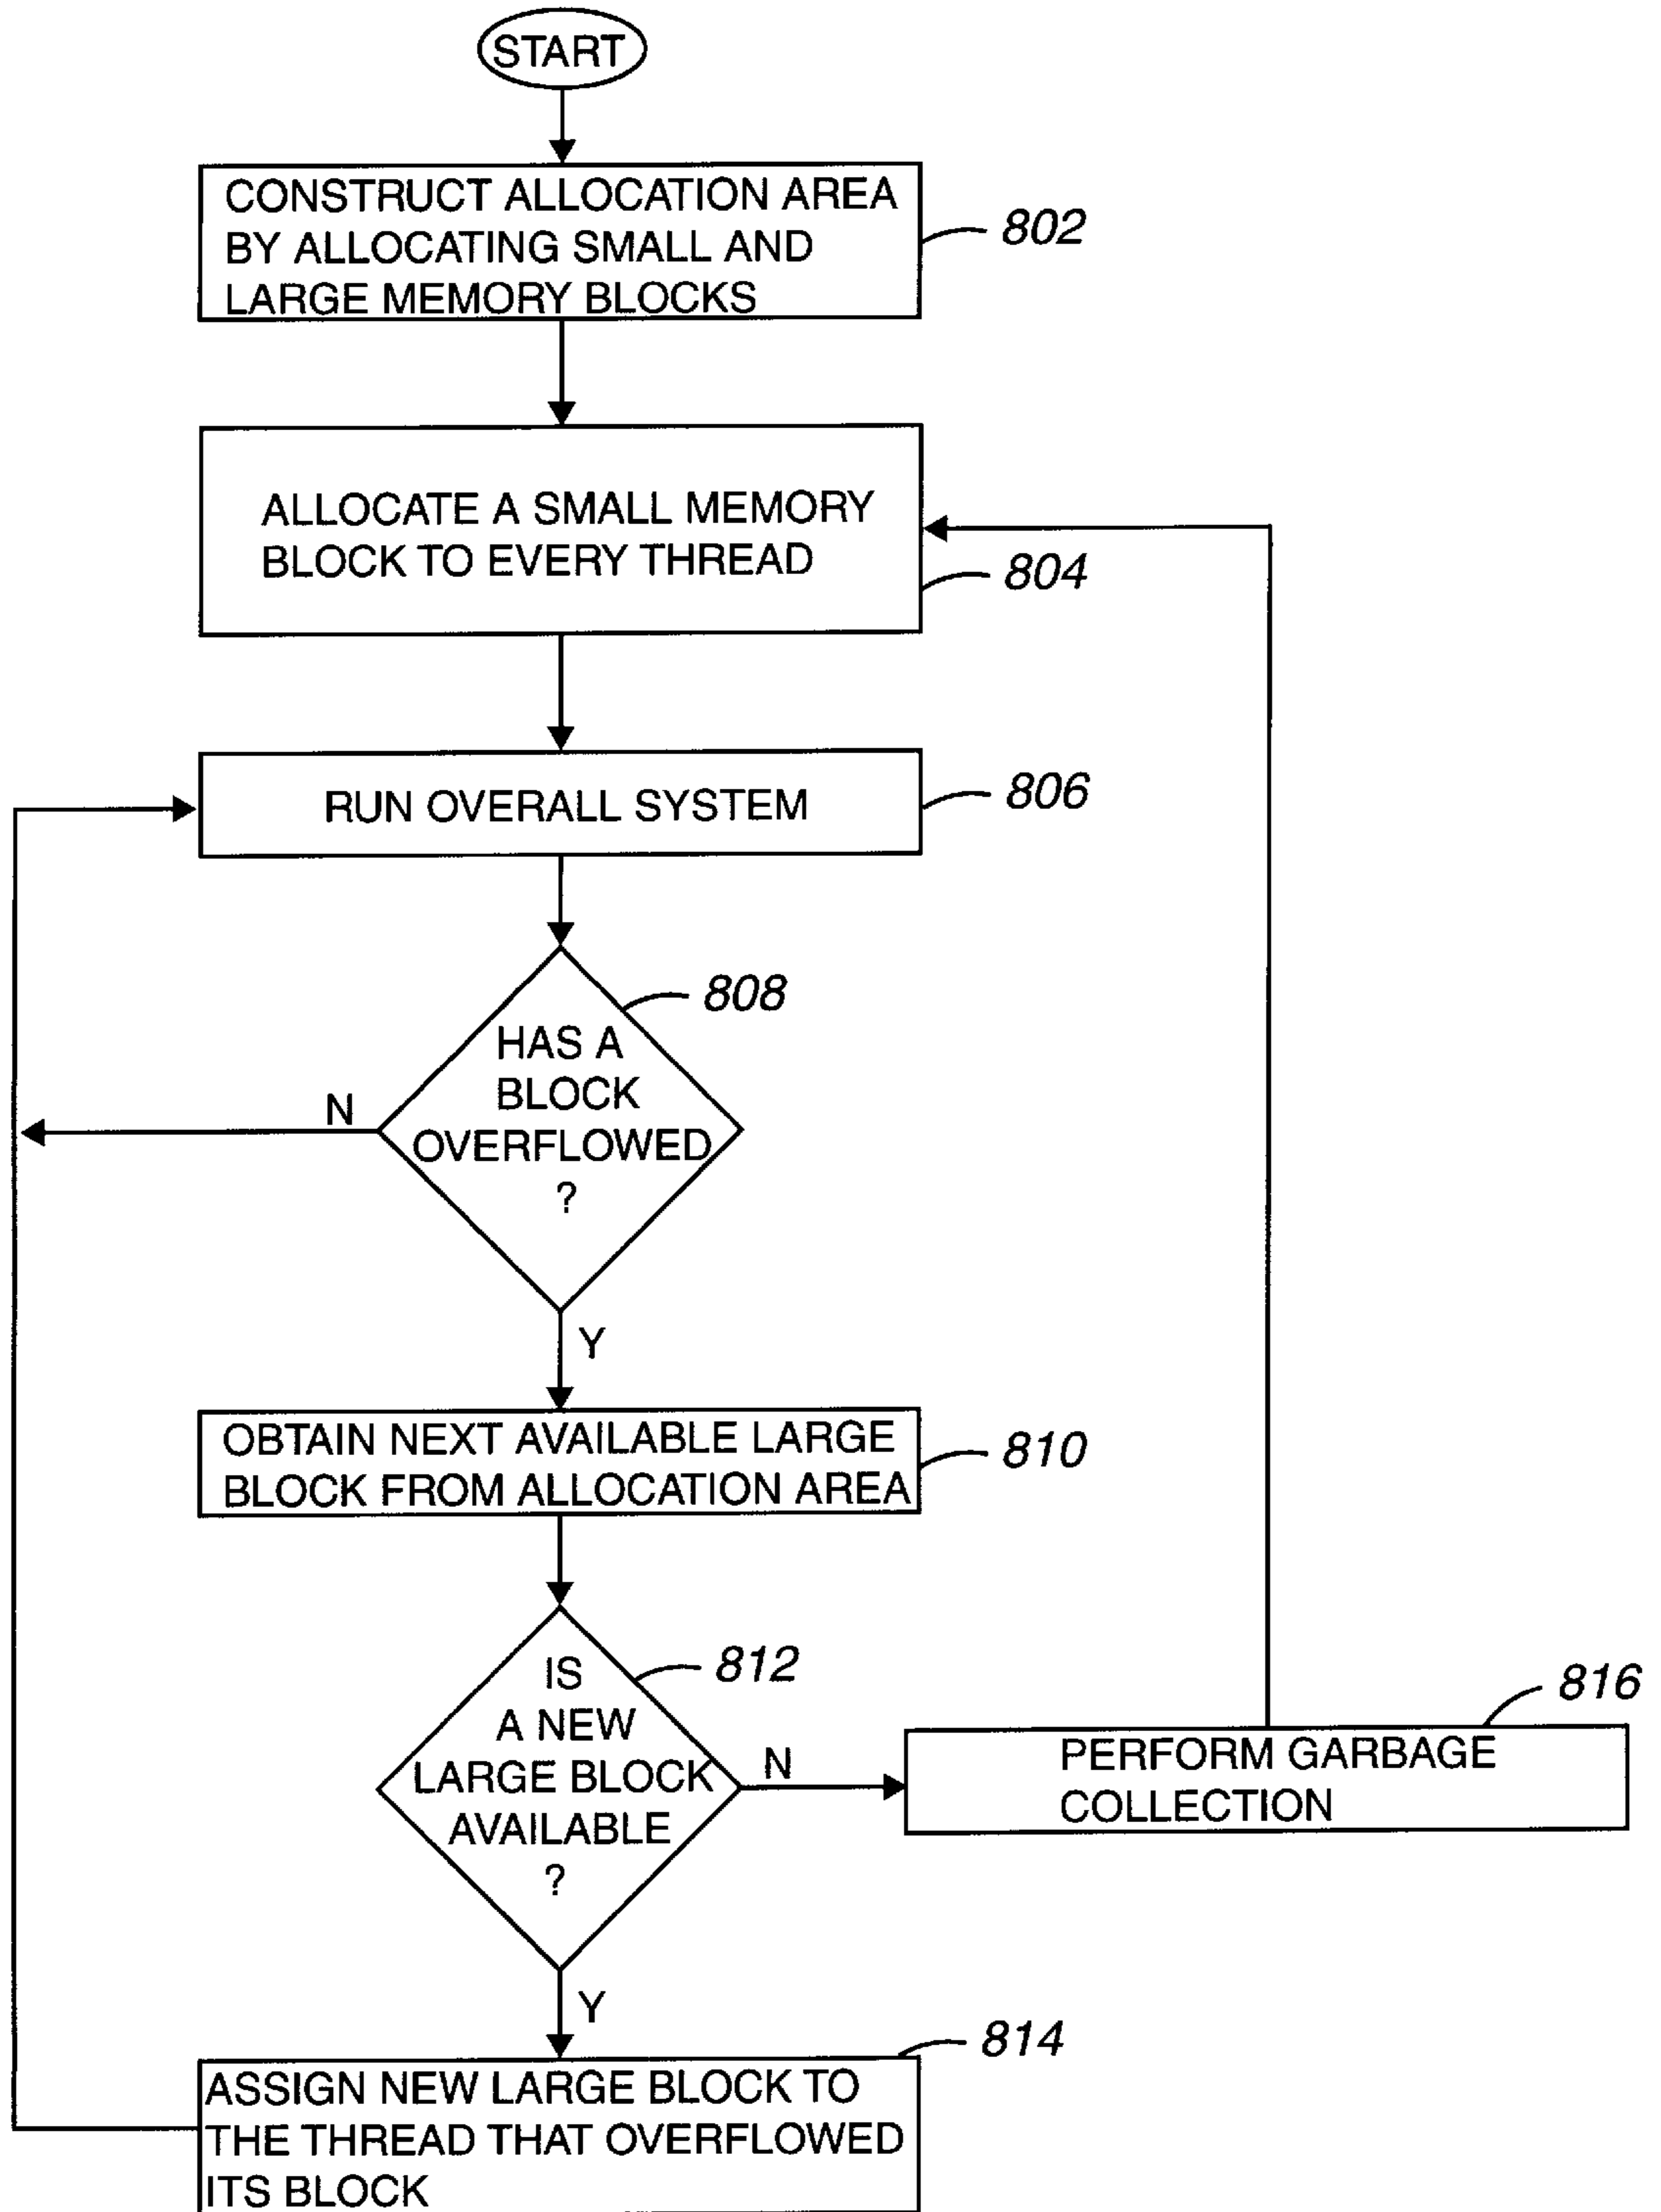 START
CONSTRUCT ALLOCATION AREA
BY ALLOCATING SMALL AND
LARGE MEMORY BLOCKS
802
ALLOCATE A SMALL MEMORY
BLOCK TO EVERY THREAD
804
RUN OVERALL SYSTEM
806
808
HAS A
BLOCK
OVERFLOWED
?
N
Y
OBTAIN NEXT AVAILABLE LARGE
BLOCK FROM ALLOCATION AREA
810
812
IS
A NEW
LARGE BLOCK
AVAILABLE
?
N
816
PERFORM GARBAGE
COLLECTION
Y
814
ASSIGN NEW LARGE BLOCK TO
THE THREAD THAT OVERFLOWED
ITS BLOCK